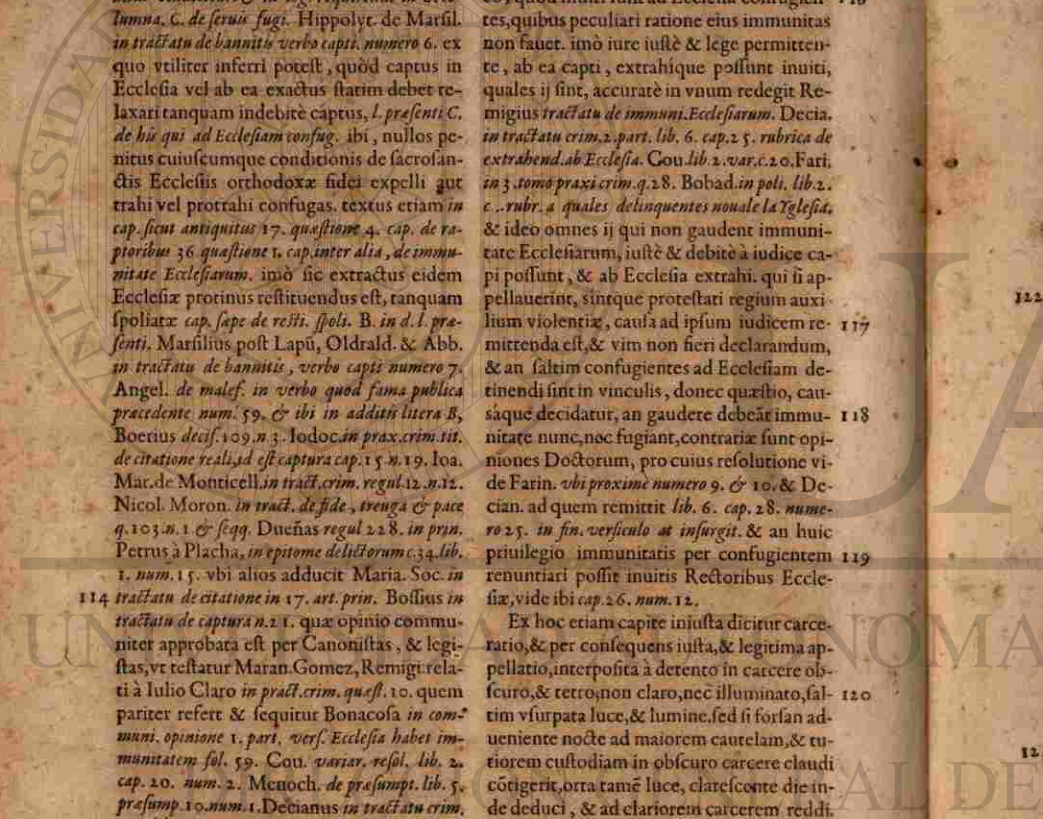 lumna. C. de seruis fugi. Hippolyt. de Marsil.
in tractatu de bannitis verbo capti. numero 6. ex
quo vtiliter inferri potest, quòd captus in
Ecclesia vel ab ea exactus statim debet re-
laxari tanquam indebitè captus, l. præsenti C.
de his qui ad Ecclesiam confug. ibi, nullos pe-
nitus cuiuscumque conditionis de sacrosan-
ctis Ecclesiis orthodoxæ fidei expelli aut
trahi vel protrahi confugas. textus etiam in
cap. sicut antiquitus 17. quæstione 4. cap. de ra-
ptoribus 36 quæstione 1. cap. inter alia, de immu-
nitate Ecclesiarum. imò sic extractus eidem
Ecclesiæ protinus restituendus est, tanquam
spoliatæ cap. sæpe de resti. spoli. B. in d. l. præ-
senti. Marsilius post Lapū, Oldrald. & Abb.
in tractatu de bannitis, verbo capti numero 7.
Angel. de malef. in verbo quod fama publica
præcedente num. 59. & ibi in additis litera B,
Boerius decis. 109. n. 3. Iodoc. in prax. crim. tit.
de citatione reali, id est captura cap. 15. n. 19. Ioa.
Mar. de Monticell. in tract. crim. regul. 12. n. 12.
Nicol. Moron. in tract. de fide, treuga & pace
q. 103. n. 1 & seqq. Dueñas regul 228. in prin.
Petrus à Placha, in epitome delictorum c. 34. lib.
1. num. 15. vbi alios adducit Maria. Soc. in
114 tractatu de citatione in 17. art. prin. Bossius in
tractatu de captura n. 21. quæ opinio commu-
niter approbata est per Canonistas, & legi-
stas, vt testatur Maran. Gomez, Remigi. rela-
ti à Iulio Claro in pract. crim. quæst. 10. quem
pariter refert & sequitur Bonacosa in com-
muni. opinione 1. part. vers. Ecclesia habet im-
munitatem fol. 59. Cou. variar. resol. lib. 2.
cap. 20. num. 2. Menoch. de præsumpt. lib. 5.
præsump. 10. num. 1. Decianus in tractatu crim.
tes, quibus peculiari ratione eius immunitas
non fauet. imò iure iustè & lege permitten-
te, ab ea capti, extrahique possunt inuiti,
quales ij sint, accuratè in vnum redegit Re-
migius tractatu de immuni. Ecclesiarum. Decia.
in tractatu crim. 2. part. lib. 6. cap. 25. rubrica de
extrahend. ab Ecclesia. Cou. lib. 2. var. c. 20. Fari,
in 3. tomo praxi crim. q. 28. Bobad. in poli. lib. 2.
rubr. a quales delinquentes no uale la Yglesia.
& ideo omnes ij qui non gaudent immuni-
tate Ecclesiarum, iustè & debitè à iudice ca-
pi possunt, & ab Ecclesia extrahi. qui si ap-
pellauerint, sintque protestati regium auxi-
lium violentiæ, causa ad ipsum iudicem re- 117
mittenda est, & vim non fieri declarandum,
& an saltim confugientes ad Ecclesiam de-
tinendi sint in vinculis, donec quæstio, cau-
sáque decidatur, an gaudere debeāt immu- 118
nitate nunc, nec fugiant, contrariæ sunt opi-
niones Doctorum, pro cuius resolutione vi-
de Farin. vbi proximè numero 9. & 10. & De-
cian. ad quem remittit lib. 6. cap. 28. nume-
ro 25. in fin. versiculo at insurgit. & an huic
priuilegio immunitatis per confugientem 119
renuntiari possit inuitis Rectoribus Eccle-
siæ, vide ibi cap. 26. num. 12.
Ex hoc etiam capite iniusta dicitur carce-
ratio, & per consequens iusta, & legitima ap-
pellatio, interposita à detento in carcere ob-
scuro, & tetro, non claro, nec illuminato, sal- 120
tim vsurpata luce, & lumine. sed si forsan ad-
ueniente nocte ad maiorem cautelam, & tu-
tiorem custodiam in obscuro carcere claudi
cōtigerit, orta tamē luce, clarescente die in-
de deduci, & ad clariorem carcerem reddi.
122